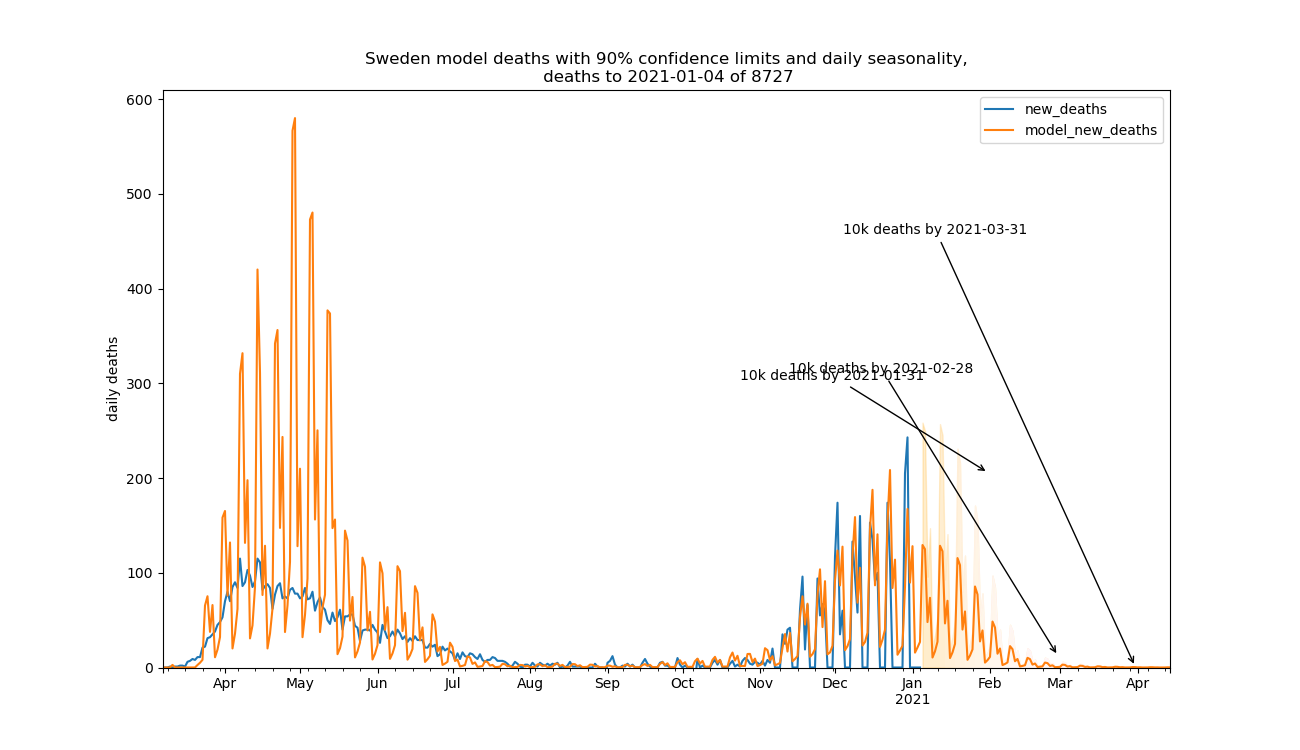 Sweden model deaths with 90% confidence limits and daily seasonality,
deaths to 2021-01-04 of 8727
600
new_deaths
model_new_deaths
500
10k deaths by 2021-03-31
400
daily deaths
10k deaths by 2021-02-28
10k deaths by 2021-01-31
300
200
100
0
Apr May Jun Jul Aug Sep Oct Nov Dec Jan Feb Mar Apr
2021